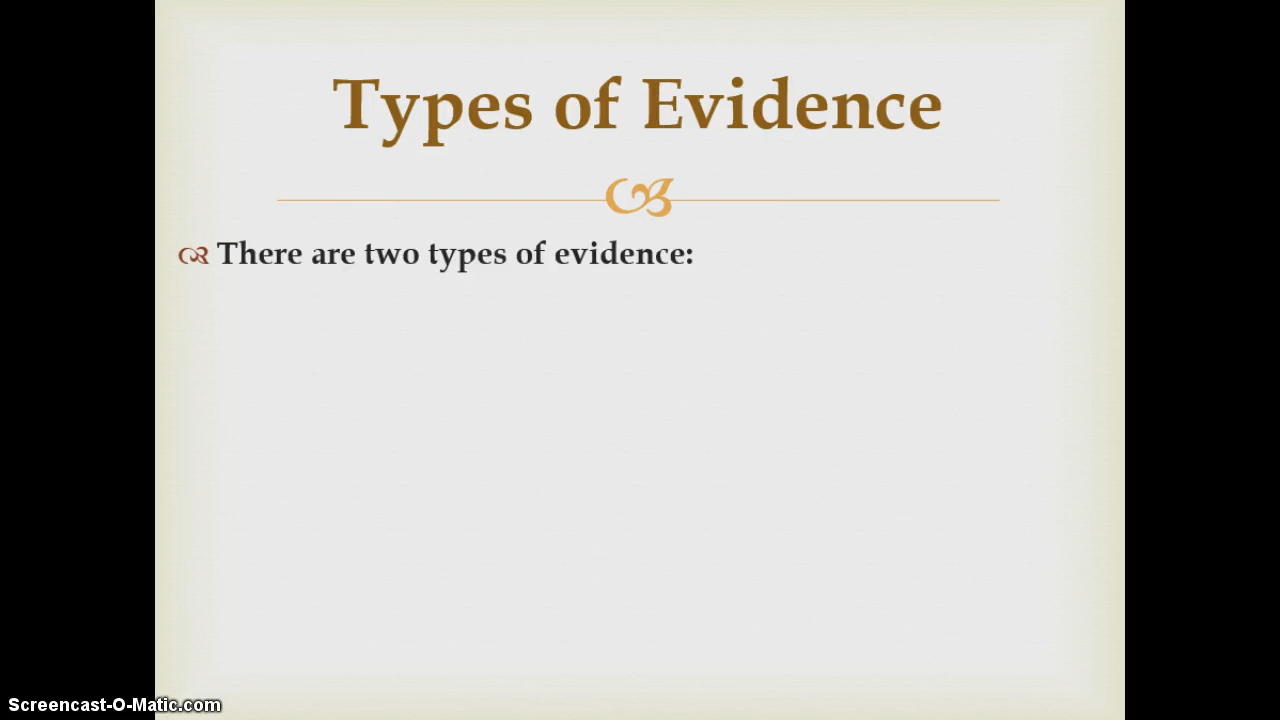 Types of Evidence
There are two types of evidence:
Screencast-O-Matic.com